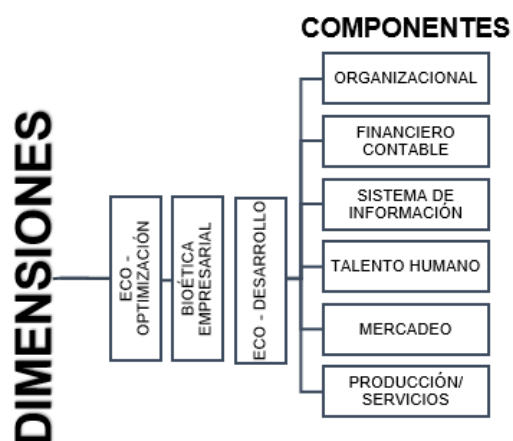 COMPONENTES
DIMENSIONES
ECO -
OPTIMIZACIÓN
BIOÉTICA
EMPRESARIAL
ECO - DESARROLLO
ORGANIZACIONAL
FINANCIERO
CONTABLE
SISTEMA DE
INFORMACIÓN
TALENTO HUMANO
MERCADEO
PRODUCCIÓN/
SERVICIOS